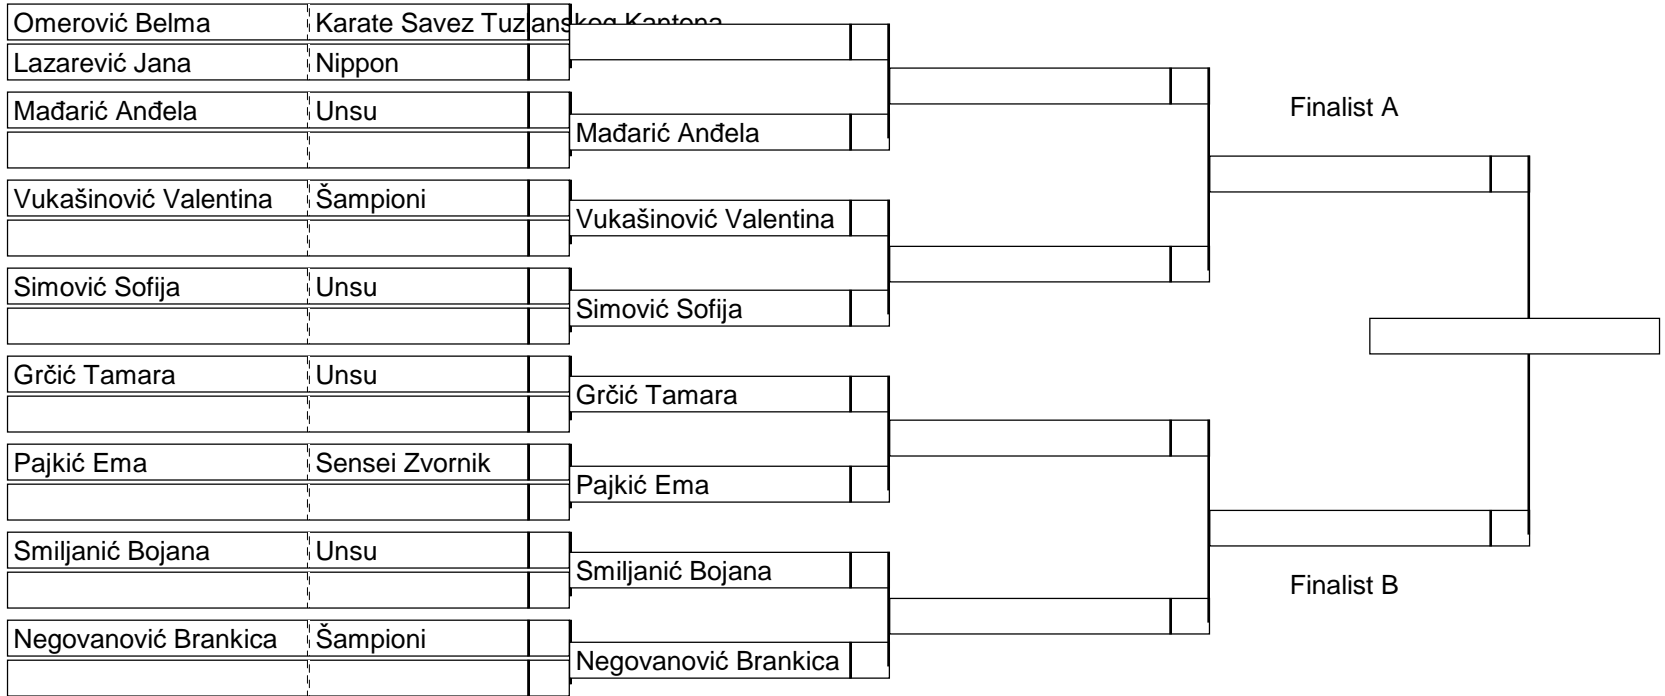 Omerović Belma Karate Savez Tuzlanskog Kantona
Lazarević Jana Nippon
Finalist A
Mađarić Anđela Unsu
Mađarić Anđela
Vukašinović Valentina Šampioni
Vukašinović Valentina
Simović Sofija Unsu
Simović Sofija
Grčić Tamara Unsu
Grčić Tamara
Pajkić Ema Sensei Zvornik
Pajkić Ema
Smiljanić Bojana Unsu
Smiljanić Bojana
Finalist B
Negovanović Brankica Šampioni
Negovanović Brankica